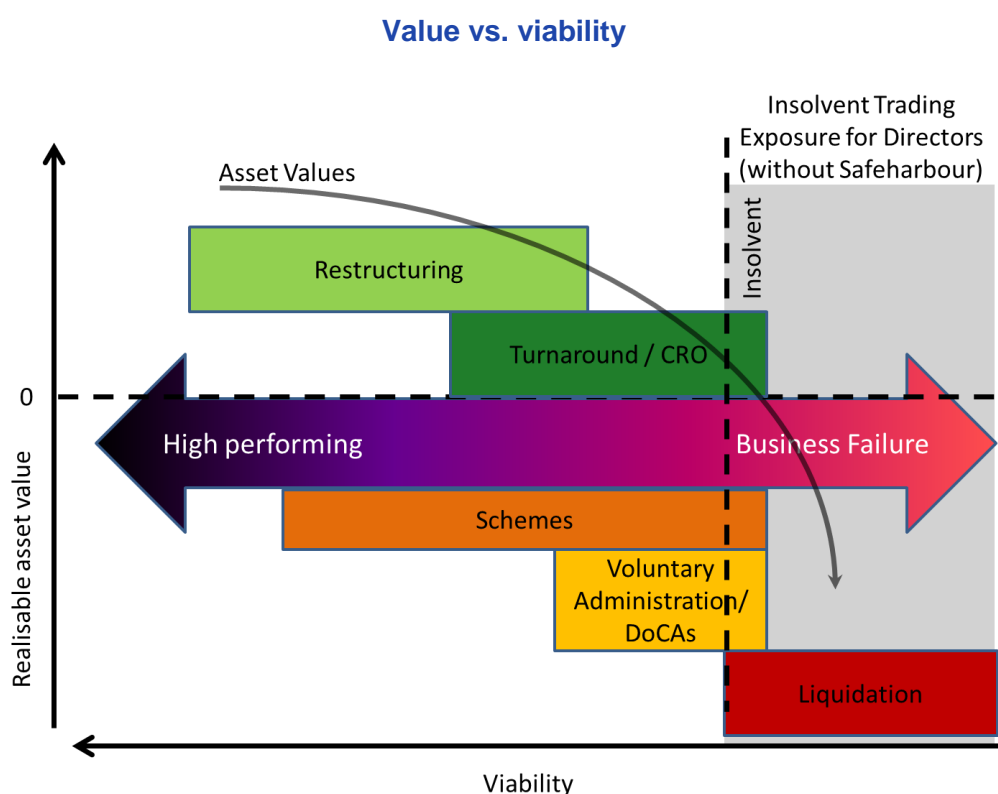 Value vs. viability
Insolvent Trading
Exposure for Directors
(without Safeharbour)
Asset Values
Insolvent
Restructuring
Turnaround / CRO
0
High performing
Business Failure
Schemes
Voluntary
Administration/
DoCAs
Liquidation
Realisable asset value
Viability